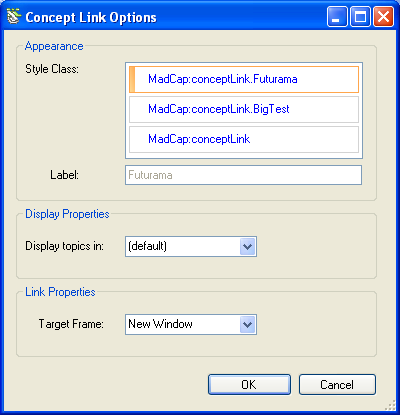 Concept Link Options
Appearance
Style Class:
MadCap:conceptLink.Futurama
MadCap:conceptLink.BigTest
MadCap:conceptLink
Label: Futurama
Display Properties
Display topics in: (default)
Link Properties
Target Frame: New Window
OK Cancel